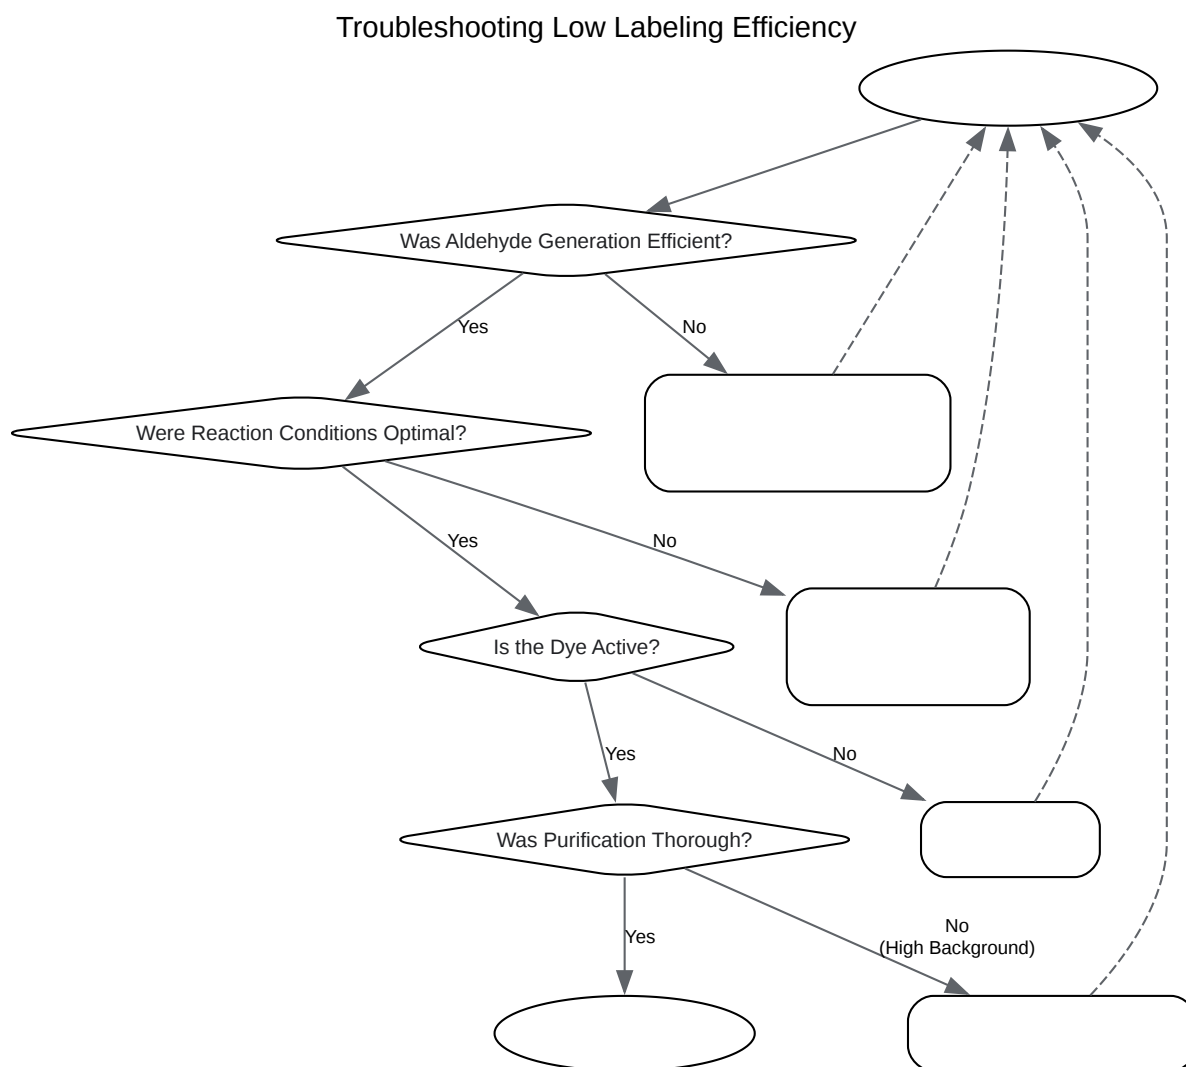 Troubleshooting Low Labeling Efficiency
Was Aldehyde Generation Efficient?
Yes
No
Were Reaction Conditions Optimal?
Yes
No
Is the Dye Active?
Yes
No
Was Purification Thorough?
Yes
No
(High Background)